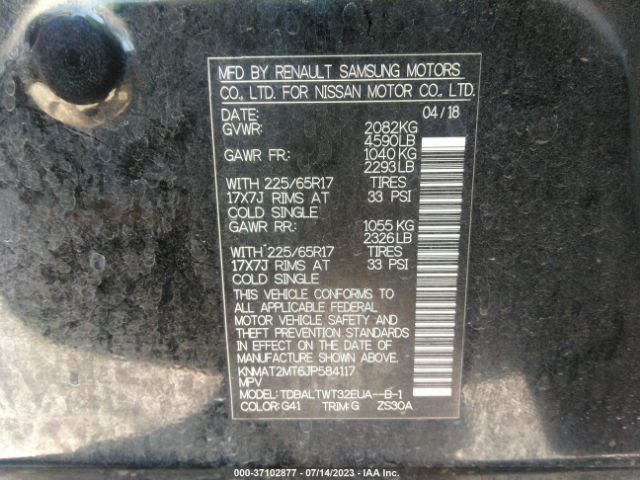 MFD BY RENAULT SAMSUNG MOTORS
CO., LTD. FOR NISSAN MOTOR CO., LTD.
DATE: 04/18
GVWR: 2082KG
4590LB
GAWR FR.: 1040KG
2293LB
WITH 225/65R17 TIRES
17X7J RIMS AT 33 PSI
COLD SINGLE
GAWR RR.: 1055KG
2326LB
WITH 225/65R17 TIRES
17X7J RIMS AT 33 PSI
COLD SINGLE
THIS VEHICLE CONFORMS TO
ALL APPLICABLE FEDERAL
MOTOR VEHICLE SAFETY AND
THEFT PREVENTION STANDARDS
IN EFFECT ON THE DATE OF
MANUFACTURE SHOWN ABOVE.
KNMAT2MT6JP584117
MPV
MODEL: TDBALTWT32EUA--B-1
COLOR: G41 TRIM: G ZS30A
000-37102877 - 07/14/2023 - IAA Inc.